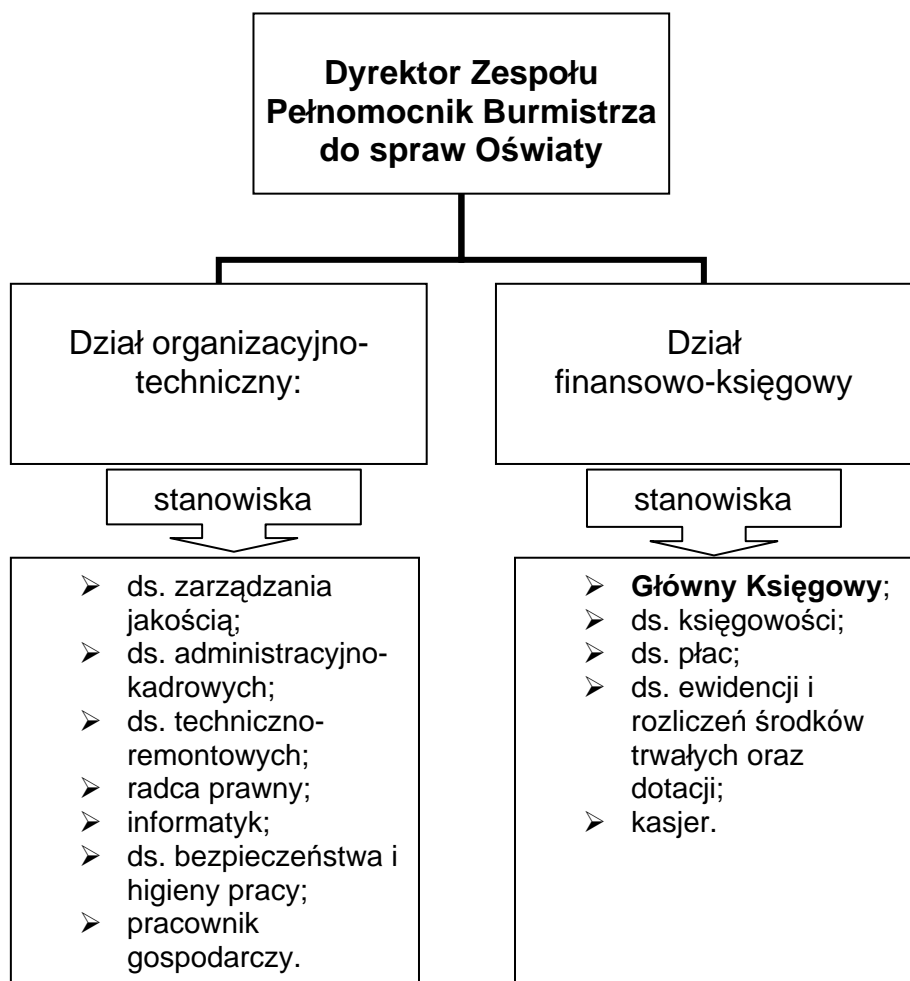 Dyrektor Zespołu
Pełnomocnik Burmistrza
do spraw Oświaty
Dział organizacyjno-
techniczny:
stanowiska
➢ ds. zarządzania
jakością;
➢ ds. administracyjno-
kadrowych;
➢ ds. techniczno-
remontowych;
➢ radca prawny;
➢ informatyk;
➢ ds. bezpieczeństwa i
higieny pracy;
➢ pracownik
gospodarczy.
Dział
finansowo-księgowy
stanowiska
➢ Główny Księgowy;
➢ ds. księgowości;
➢ ds. płac;
➢ ds. ewidencji i
rozliczeń środków
trwałych oraz
dotacji;
➢ kasjer.